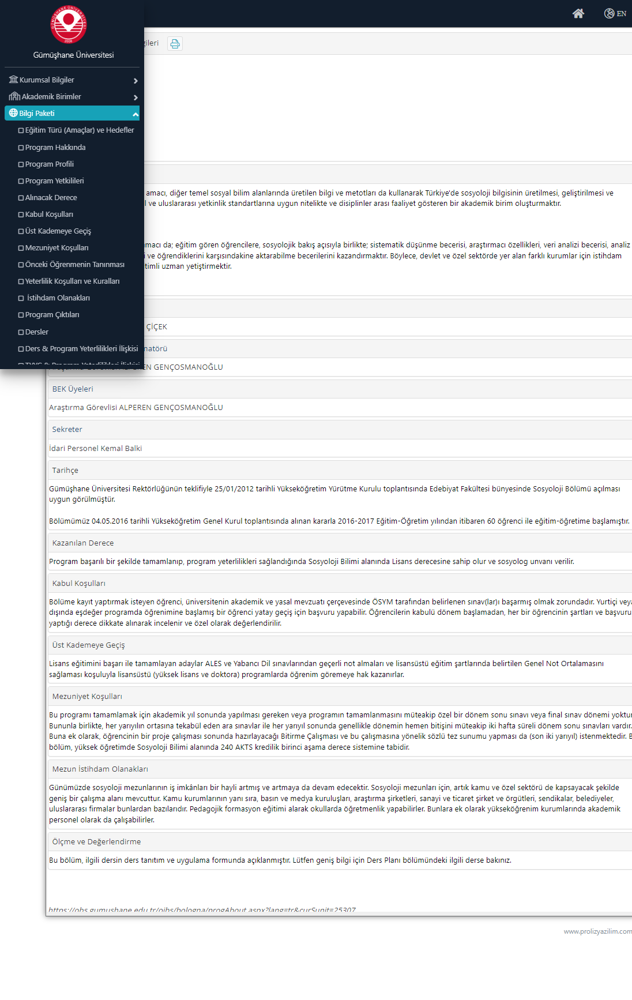 GÜMÜŞHANE ÜNİVERSİTESİ
2008
Gümüşhane Üniversitesi
Kurumsal Bilgiler
Akademik Birimler
Bilgi Paketi
Eğitim Türü (Amaçlar) ve Hedefler
Program Hakkında
Program Profili
Program Yetkilileri
Alınacak Derece
Kabul Koşulları
Üst Kademeye Geçiş
Mezuniyet Koşulları
Önceki Öğrenmenin Tanınması
Yeterlilik Koşulları ve Kuralları
İstihdam Olanakları
Program Çıktıları
Dersler
Ders & Program Yeterlilikleri İlişkisi
TYYÇ & Program Yeterlilikleri İlişkisi
EN
amacı, diğer temel sosyal bilim alanlarında üretilen bilgi ve metotları da kullanarak Türkiye'de sosyoloji bilgisinin üretilmesi, geliştirilmesi ve
ve uluslararası yetkinlik standartlarına uygun nitelikte ve disiplinler arası faaliyet gösteren bir akademik birim oluşturmaktır.
macı da; eğitim gören öğrencilere, sosyolojik bakış açısıyla birlikte; sistematik düşünme becerisi, araştırmacı özellikleri, veri analizi becerisi, analiz
ve öğrendiklerini karşısındakine aktarabilme becerilerini kazandırmaktır. Böylece, devlet ve özel sektörde yer alan farklı kurumlar için istihdam
timli uzman yetiştirmektir.
ÇİÇEK
natörü
GENÇOSMANOĞLU
BEK Üyeleri
Araştırma Görevlisi ALPEREN GENÇOSMANOĞLU
Sekreter
İdari Personel Kemal Balki
Tarihçe
Gümüşhane Üniversitesi Rektörlüğünün teklifiyle 25/01/2012 tarihli Yükseköğretim Yürütme Kurulu toplantısında Edebiyat Fakültesi bünyesinde Sosyoloji Bölümü açılması
uygun görülmüştür.
Bölümümüz 04.05.2016 tarihli Yükseköğretim Genel Kurul toplantısında alınan kararla 2016-2017 Eğitim-Öğretim yılından itibaren 60 öğrenci ile eğitim-öğretime başlamıştır.
Kazanılan Derece
Program başarılı bir şekilde tamamlanıp, program yeterlilikleri sağlandığında Sosyoloji Bilimi alanında Lisans derecesine sahip olur ve sosyolog unvanı verilir.
Kabul Koşulları
Bölüme kayıt yaptırmak isteyen öğrenci, üniversitenin akademik ve yasal mevzuatı çerçevesinde ÖSYM tarafından belirlenen sınav(lar)ı başarmış olmak zorundadır. Yurtiçi veya
dışında eşdeğer programda öğrenimine başlamış bir öğrenci yatay geçiş için başvuru yapabilir. Öğrencilerin kabulü dönem başlamadan, her bir öğrencinin şartları ve başvuru
yaptığı derece dikkate alınarak incelenir ve özel olarak değerlendirilir.
Üst Kademeye Geçiş
Lisans eğitimini başarı ile tamamlayan adaylar ALES ve Yabancı Dil sınavlarından geçerli not almaları ve lisansüstü eğitim şartlarında belirtilen Genel Not Ortalamasını
sağlaması koşuluyla lisansüstü (yüksek lisans ve doktora) programlarda öğrenim göremeye hak kazanırlar.
Mezuniyet Koşulları
Bu programı tamamlamak için akademik yıl sonunda yapılması gereken veya programın tamamlanmasını müteakip özel bir dönem sonu sınavı veya final sınav dönemi yoktur
Bununla birlikte, her yarıyılın ortasına tekabül eden ara sınavlar ile her yarıyıl sonunda genellikle dönemin hemen bitişini müteakip iki hafta süreli dönem sonu sınavları vardır.
Buna ek olarak, öğrencinin bir proje çalışması sonunda hazırlayacağı Bitirme Çalışması ve bu çalışmasına yönelik sözlü tez sunumu yapması da (son iki yarıyıl) istenmektedir. B
bölüm, yüksek öğretimde Sosyoloji Bilimi alanında 240 AKTS kredilik birinci aşama derece sistemine tabidir.
Mezun İstihdam Olanakları
Günümüzde sosyoloji mezunlarının iş imkânları bir hayli artmış ve artmaya da devam edecektir. Sosyoloji mezunları için, artık kamu ve özel sektörü de kapsayacak şekilde
geniş bir çalışma alanı mevcuttur. Kamu kurumlarının yanı sıra, basın ve medya kuruluşları, araştırma şirketleri, sanayi ve ticaret şirket ve örgütleri, sendikalar, belediyeler,
uluslararası firmalar bunlardan bazılarıdır. Pedagojik formasyon eğitimi alarak okullarda öğretmenlik yapabilirler. Bunlara ek olarak yükseköğrenim kurumlarında akademik
personel olarak da çalışabilirler.
Ölçme ve Değerlendirme
Bu bölüm, ilgili dersin ders tanıtım ve uygulama formunda açıklanmıştır. Lütfen geniş bilgi için Ders Planı bölümündeki ilgili derse bakınız.
https://obs.gumushane.edu.tr/oibs/bologna/progAbout.aspx?lang=tr&curSunit=25307
www.prolizyazilim.com